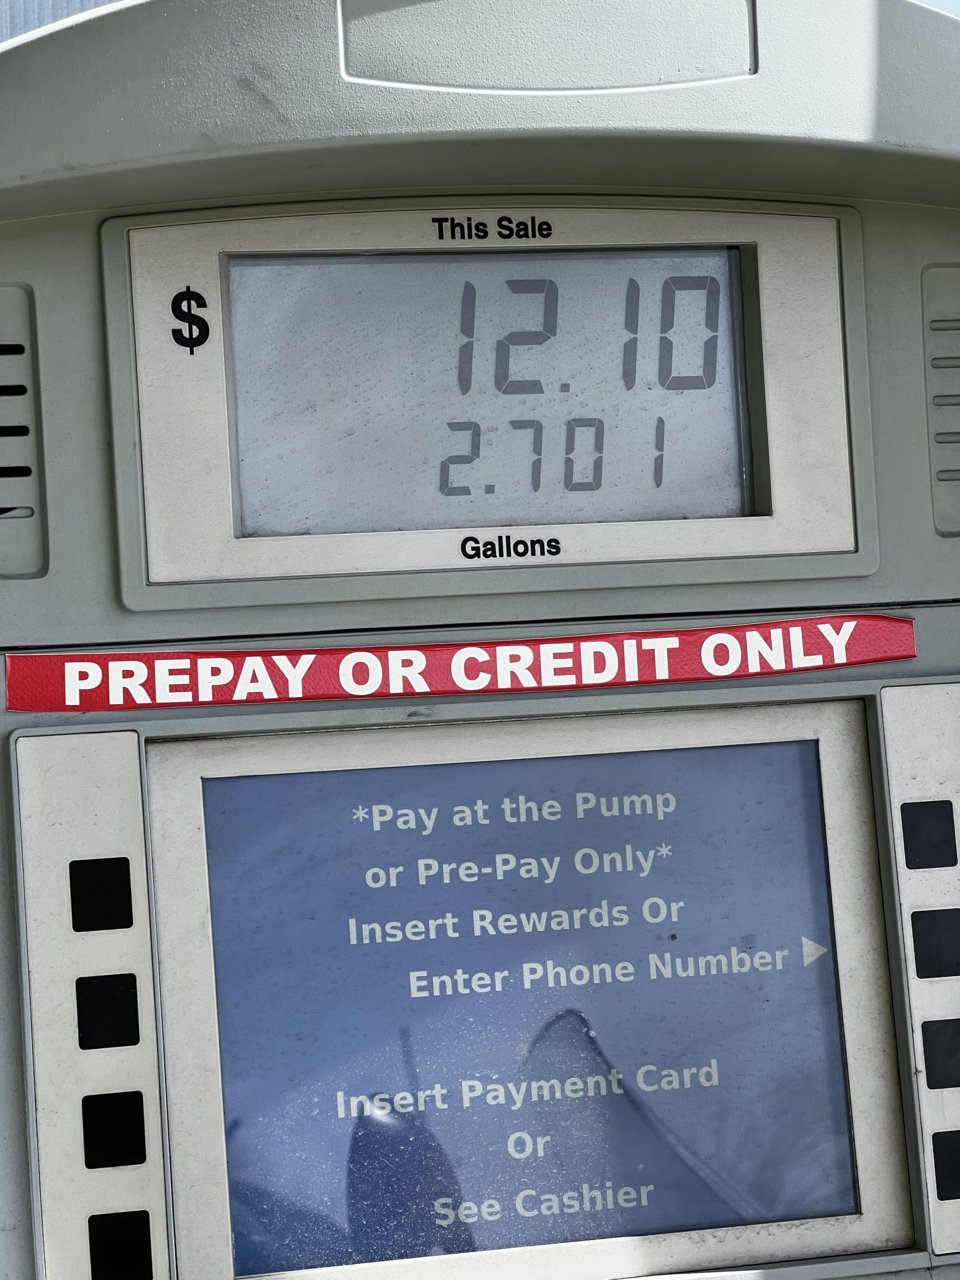 This Sale
$ 12.10
2.701
Gallons
PREPAY OR CREDIT ONLY
*Pay at the Pump
or Pre-Pay Only*
Insert Rewards Or
Enter Phone Number
Insert Payment Card
Or
See Cashier